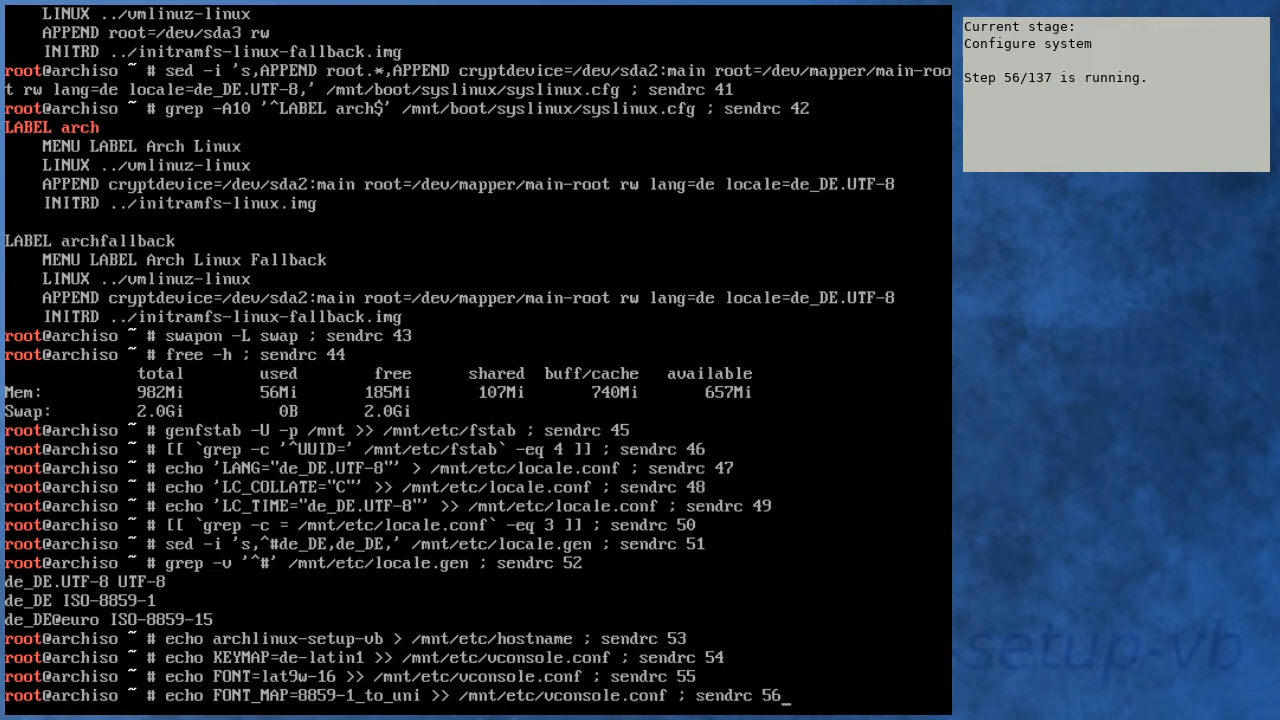 LINUX ../vmlinuz-linux
    APPEND root=/dev/sda3 rw
    INITRD ../initramfs-linux-fallback.img
root@archiso ~ # sed -i 's,APPEND root.*,APPEND cryptdevice=/dev/sda2:main root=/dev/mapper/main-roo
t rw lang=de locale=de_DE.UTF-8,' /mnt/boot/syslinux/syslinux.cfg ; sendrc 41
root@archiso ~ # grep -A10 '^LABEL arch$' /mnt/boot/syslinux/syslinux.cfg ; sendrc 42
LABEL arch
    MENU LABEL Arch Linux
    LINUX ../vmlinuz-linux
    APPEND cryptdevice=/dev/sda2:main root=/dev/mapper/main-root rw lang=de locale=de_DE.UTF-8
    INITRD ../initramfs-linux.img

LABEL archfallback
    MENU LABEL Arch Linux Fallback
    LINUX ../vmlinuz-linux
    APPEND cryptdevice=/dev/sda2:main root=/dev/mapper/main-root rw lang=de locale=de_DE.UTF-8
    INITRD ../initramfs-linux-fallback.img
root@archiso ~ # swapon -L swap ; sendrc 43
root@archiso ~ # free -h ; sendrc 44
              total        used        free      shared  buff/cache   available
Mem:          982Mi        56Mi       185Mi       107Mi       740Mi       657Mi
Swap:         2.0Gi          0B       2.0Gi
root@archiso ~ # genfstab -U -p /mnt >> /mnt/etc/fstab ; sendrc 45
root@archiso ~ # [[ `grep -c '^UUID=' /mnt/etc/fstab` -eq 4 ]] ; sendrc 46
root@archiso ~ # echo 'LANG="de_DE.UTF-8"' > /mnt/etc/locale.conf ; sendrc 47
root@archiso ~ # echo 'LC_COLLATE="C"' >> /mnt/etc/locale.conf ; sendrc 48
root@archiso ~ # echo 'LC_TIME="de_DE.UTF-8"' >> /mnt/etc/locale.conf ; sendrc 49
root@archiso ~ # [[ `grep -c = /mnt/etc/locale.conf` -eq 3 ]] ; sendrc 50
root@archiso ~ # sed -i 's,^#de_DE,de_DE,' /mnt/etc/locale.gen ; sendrc 51
root@archiso ~ # grep -v '^#' /mnt/etc/locale.gen ; sendrc 52
de_DE.UTF-8 UTF-8
de_DE ISO-8859-1
de_DE@euro ISO-8859-15
root@archiso ~ # echo archlinux-setup-vb > /mnt/etc/hostname ; sendrc 53
root@archiso ~ # echo KEYMAP=de-latin1 >> /mnt/etc/vconsole.conf ; sendrc 54
root@archiso ~ # echo FONT=lat9w-16 >> /mnt/etc/vconsole.conf ; sendrc 55
root@archiso ~ # echo FONT_MAP=8859-1_to_uni >> /mnt/etc/vconsole.conf ; sendrc 56_
Current stage:
Configure system

Step 56/137 is running.
setup-vb